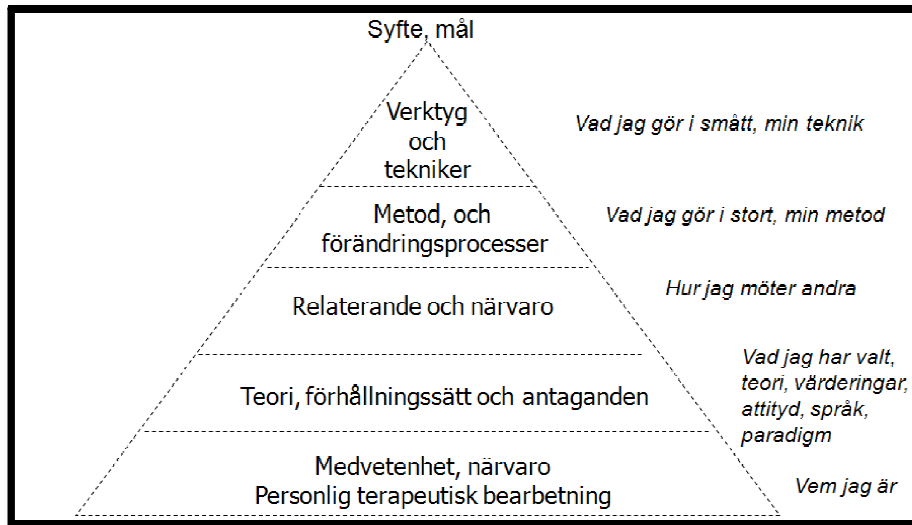 Syfte, mål
Verktyg
och
tekniker
Vad jag gör i smått, min teknik
Metod, och
förändringsprocesser
Vad jag gör i stort, min metod
Relaterande och närvaro
Hur jag möter andra
Teori, förhållningssätt och antaganden
Vad jag har valt,
teori, värderingar,
attityd, språk,
paradigm
Medvetenhet, närvaro
Personlig terapeutisk bearbetning
Vem jag är